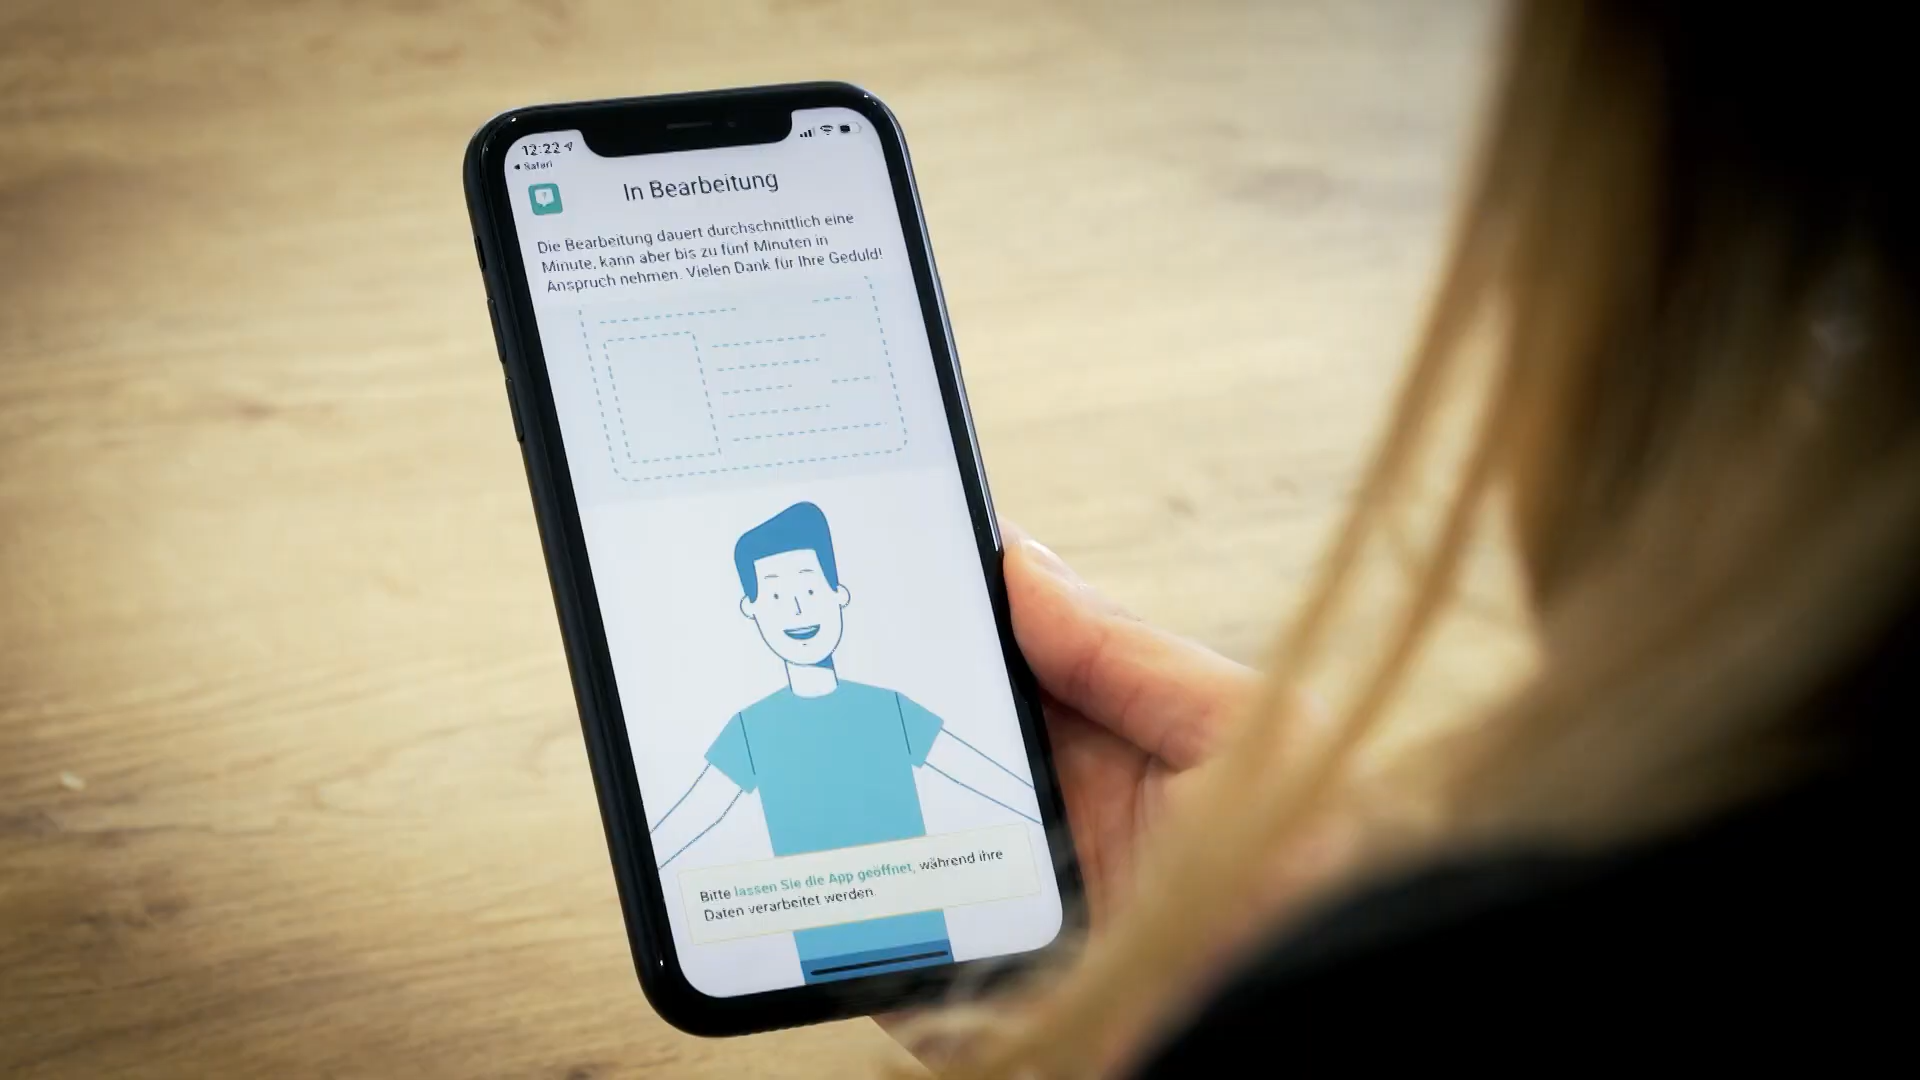 12:22
Safari
In Bearbeitung
Die Bearbeitung dauert durchschnittlich eine
Minute, kann aber bis zu fünf Minuten in
Anspruch nehmen. Vielen Dank für Ihre Geduld!
Bitte lassen Sie die App geöffnet, während ihre
Daten verarbeitet werden.